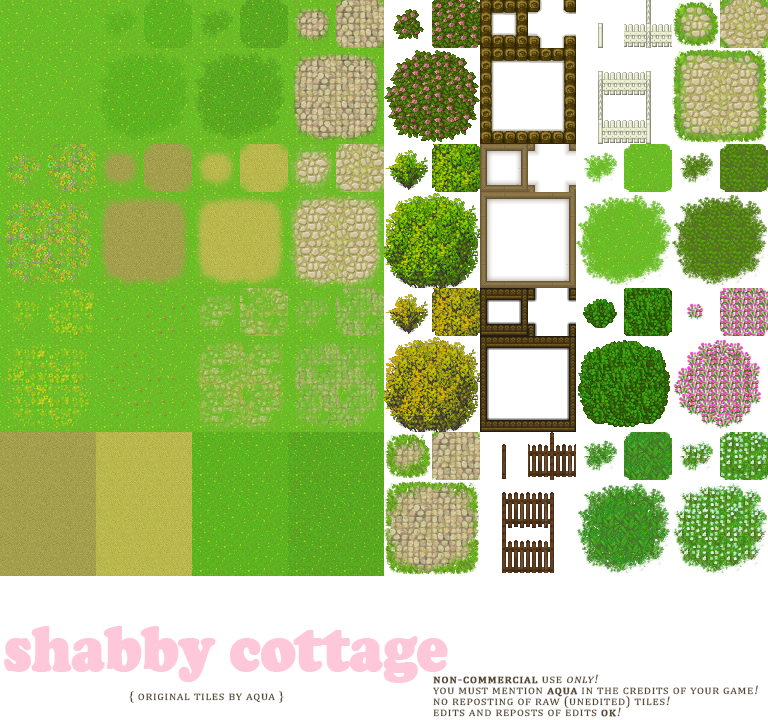 shabby cottage
{ ORIGINAL TILES BY AQUA }
NON-COMMERCIAL USE ONLY!
YOU MUST MENTION AQUA IN THE CREDITS OF YOUR GAME!
NO REPOSTING OF RAW (UNEDITED) TILES!
EDITS AND REPOSTS OF EDITS OK!